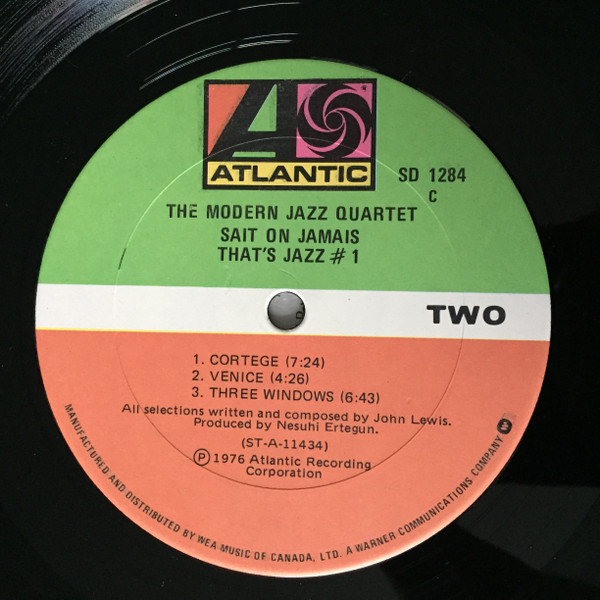 ATLANTIC
SD 1284
C
THE MODERN JAZZ QUARTET
SAIT ON JAMAIS
THAT'S JAZZ # 1
TWO
1. CORTEGE (7:24)
2. VENICE (4:26)
3. THREE WINDOWS (6:43)
All selections written and composed by John Lewis.
Produced by Nesuhi Ertegun.
(ST-A-11434)
Ⓟ 1976 Atlantic Recording
Corporation
MANUFACTURED AND DISTRIBUTED BY WEA MUSIC OF CANADA, LTD. A WARNER COMMUNICATIONS COMPANY